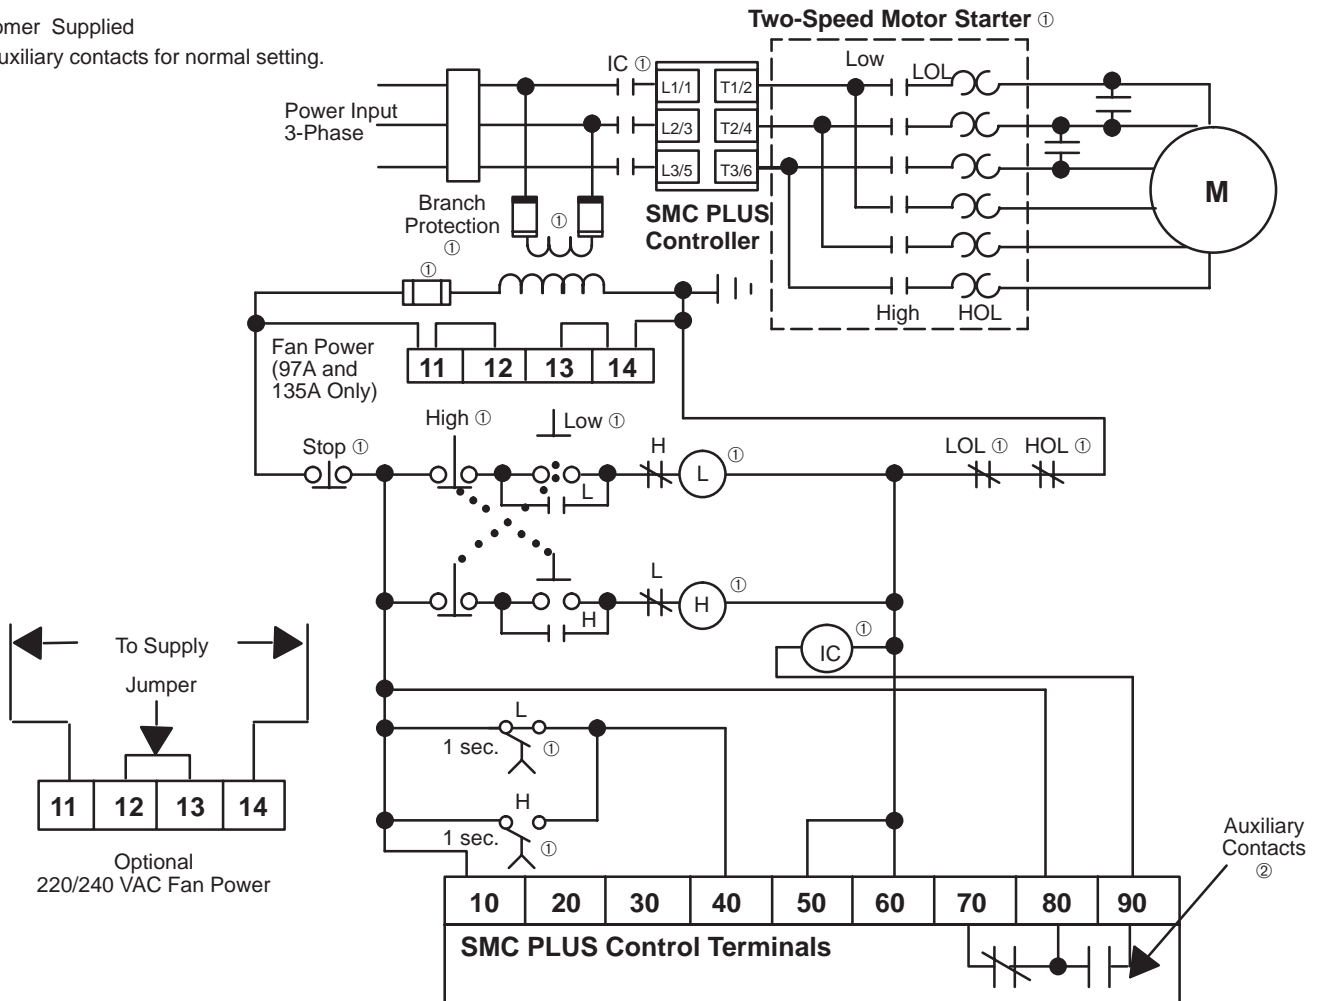 Supplied
auxiliary contacts for normal setting.
Two-Speed Motor Starter ①
IC ①
Low
LOL
L1/1
T1/2
Power Input
3-Phase
L2/3
T2/4
L3/5
T3/6
M
Branch
Protection
①
①
SMC PLUS
Controller
①
High
HOL
Fan Power
(97A and
135A Only)
11
12
13
14
High ①
Low ①
Stop ①
H
L
①
LOL ①
HOL ①
L
L
H
①
H
IC
①
To Supply
Jumper
L
1 sec.
①
11
12
13
14
H
1 sec.
①
Optional
220/240 VAC Fan Power
Auxiliary
Contacts
②
10
20
30
40
50
60
70
80
90
SMC PLUS Control Terminals